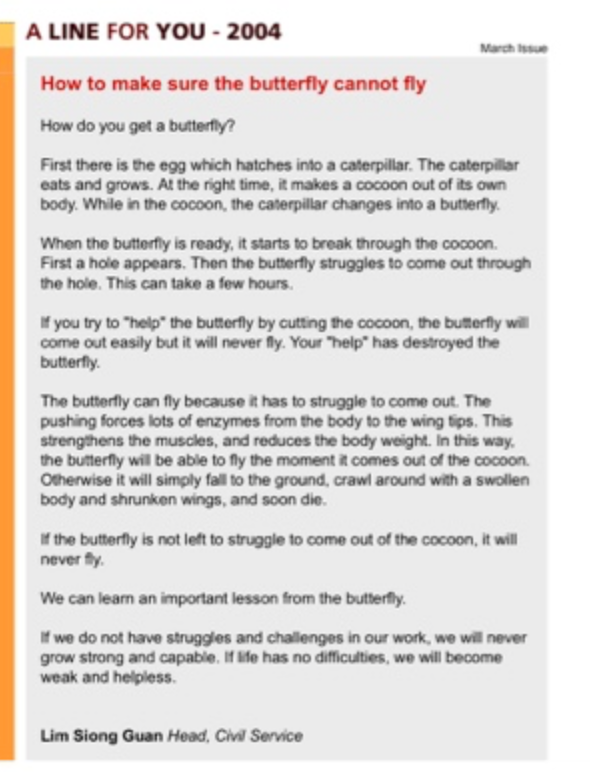 A LINE FOR YOU - 2004
March Issue
How to make sure the butterfly cannot fly
How do you get a butterfly?
First there is the egg which hatches into a caterpillar. The caterpillar
eats and grows. At the right time, it makes a cocoon out of its own
body. While in the cocoon, the caterpillar changes into a butterfly.
When the butterfly is ready, it starts to break through the cocoon.
First a hole appears. Then the butterfly struggles to come out through
the hole. This can take a few hours.
If you try to "help" the butterfly by cutting the cocoon, the butterfly will
come out easily but it will never fly. Your "help" has destroyed the
butterfly.
The butterfly can fly because it has to struggle to come out. The
pushing forces lots of enzymes from the body to the wing tips. This
strengthens the muscles, and reduces the body weight. In this way,
the butterfly will be able to fly the moment it comes out of the cocoon.
Otherwise it will simply fall to the ground, crawl around with a swollen
body and shrunken wings, and soon die.
If the butterfly is not left to struggle to come out of the cocoon, it will
never fly.
We can learn an important lesson from the butterfly.
If we do not have struggles and challenges in our work, we will never
grow strong and capable. If life has no difficulties, we will become
weak and helpless.
Lim Siong Guan Head, Civil Service